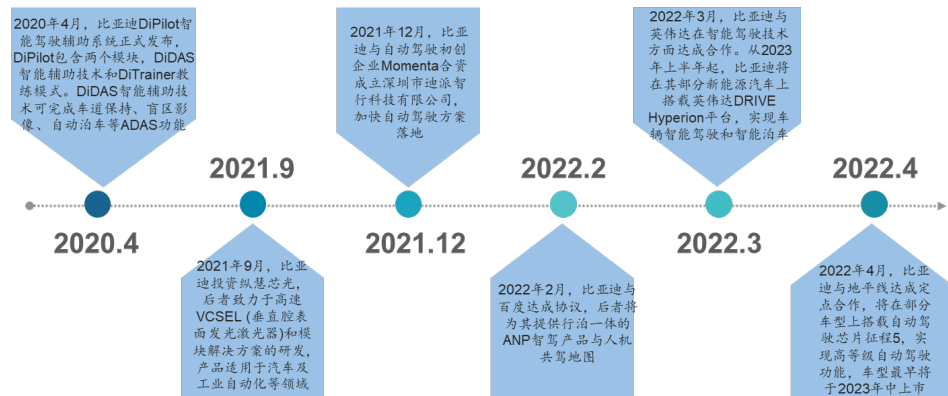 2020年4月，比亚迪DiPilot智
能驾驶辅助系统正式发布，
DiPilot包含两个模块，DiDAS
智能辅助技术和DiTrainer教
练模式。DiDAS智能辅助技
术可完成车道保持、盲区影
像、自动泊车等ADAS功能
2020.4
2021.9
2021年9月，比亚
迪投资纵慧芯光，
后者致力于高速
VCSEL (垂直腔表
面发光激光器)和模
块解决方案的研发，
产品适用于汽车及
工业自动化等领域
2021年12月，比亚
迪与自动驾驶初创
企业Momenta合资
成立深圳市迪派智
行科技有限公司，
加快自动驾驶方案
落地
2021.12
2022.2
2022年2月，比亚迪与
百度达成协议，后者将
为其提供行泊一体的
ANP智驾产品与人机
共驾地图
2022年3月，比亚迪与
英伟达在智能驾驶技术
方面达成合作。从2023
年上半年起，比亚迪将
在其部分新能源汽车上
搭载英伟达DRIVE
Hyperion平台，实现车
辆智能驾驶和智能泊车
2022.3
2022.4
2022年4月，比亚
迪与地平线达成定
点合作，将在部分
车型上搭载自动驾
驶芯片征程5，实
现高等级自动驾驶
功能，车型最早将
于2023年中上市